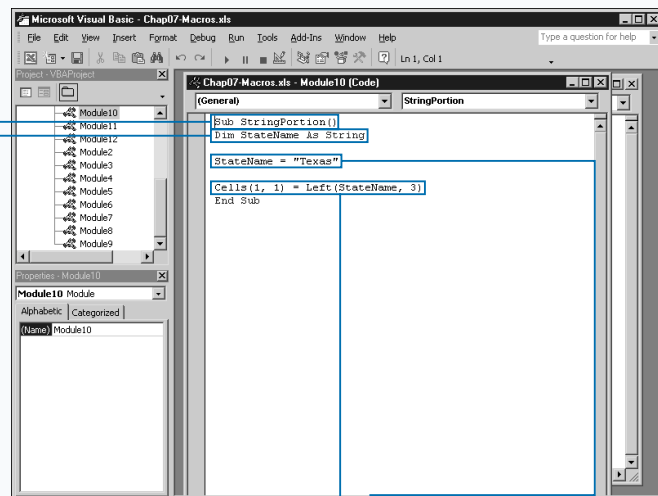 Microsoft Visual Basic - Chap07-Macros.xls
File Edit View Insert Format Debug Run Tools Add-Ins Window Help
Type a question for help
Ln 1, Col 1
Project - VBAProject
Module10
Module11
Module12
Module2
Module3
Module4
Module5
Module6
Module7
Module8
Module9
Properties - Module10
Module10 Module
Alphabetic Categorized
(Name) Module10
Chap07-Macros.xls - Module10 (Code)
(General) StringPortion
Sub StringPortion()
Dim StateName As String
StateName = "Texas"
Cells(1, 1) = Left(StateName, 3)
End Sub